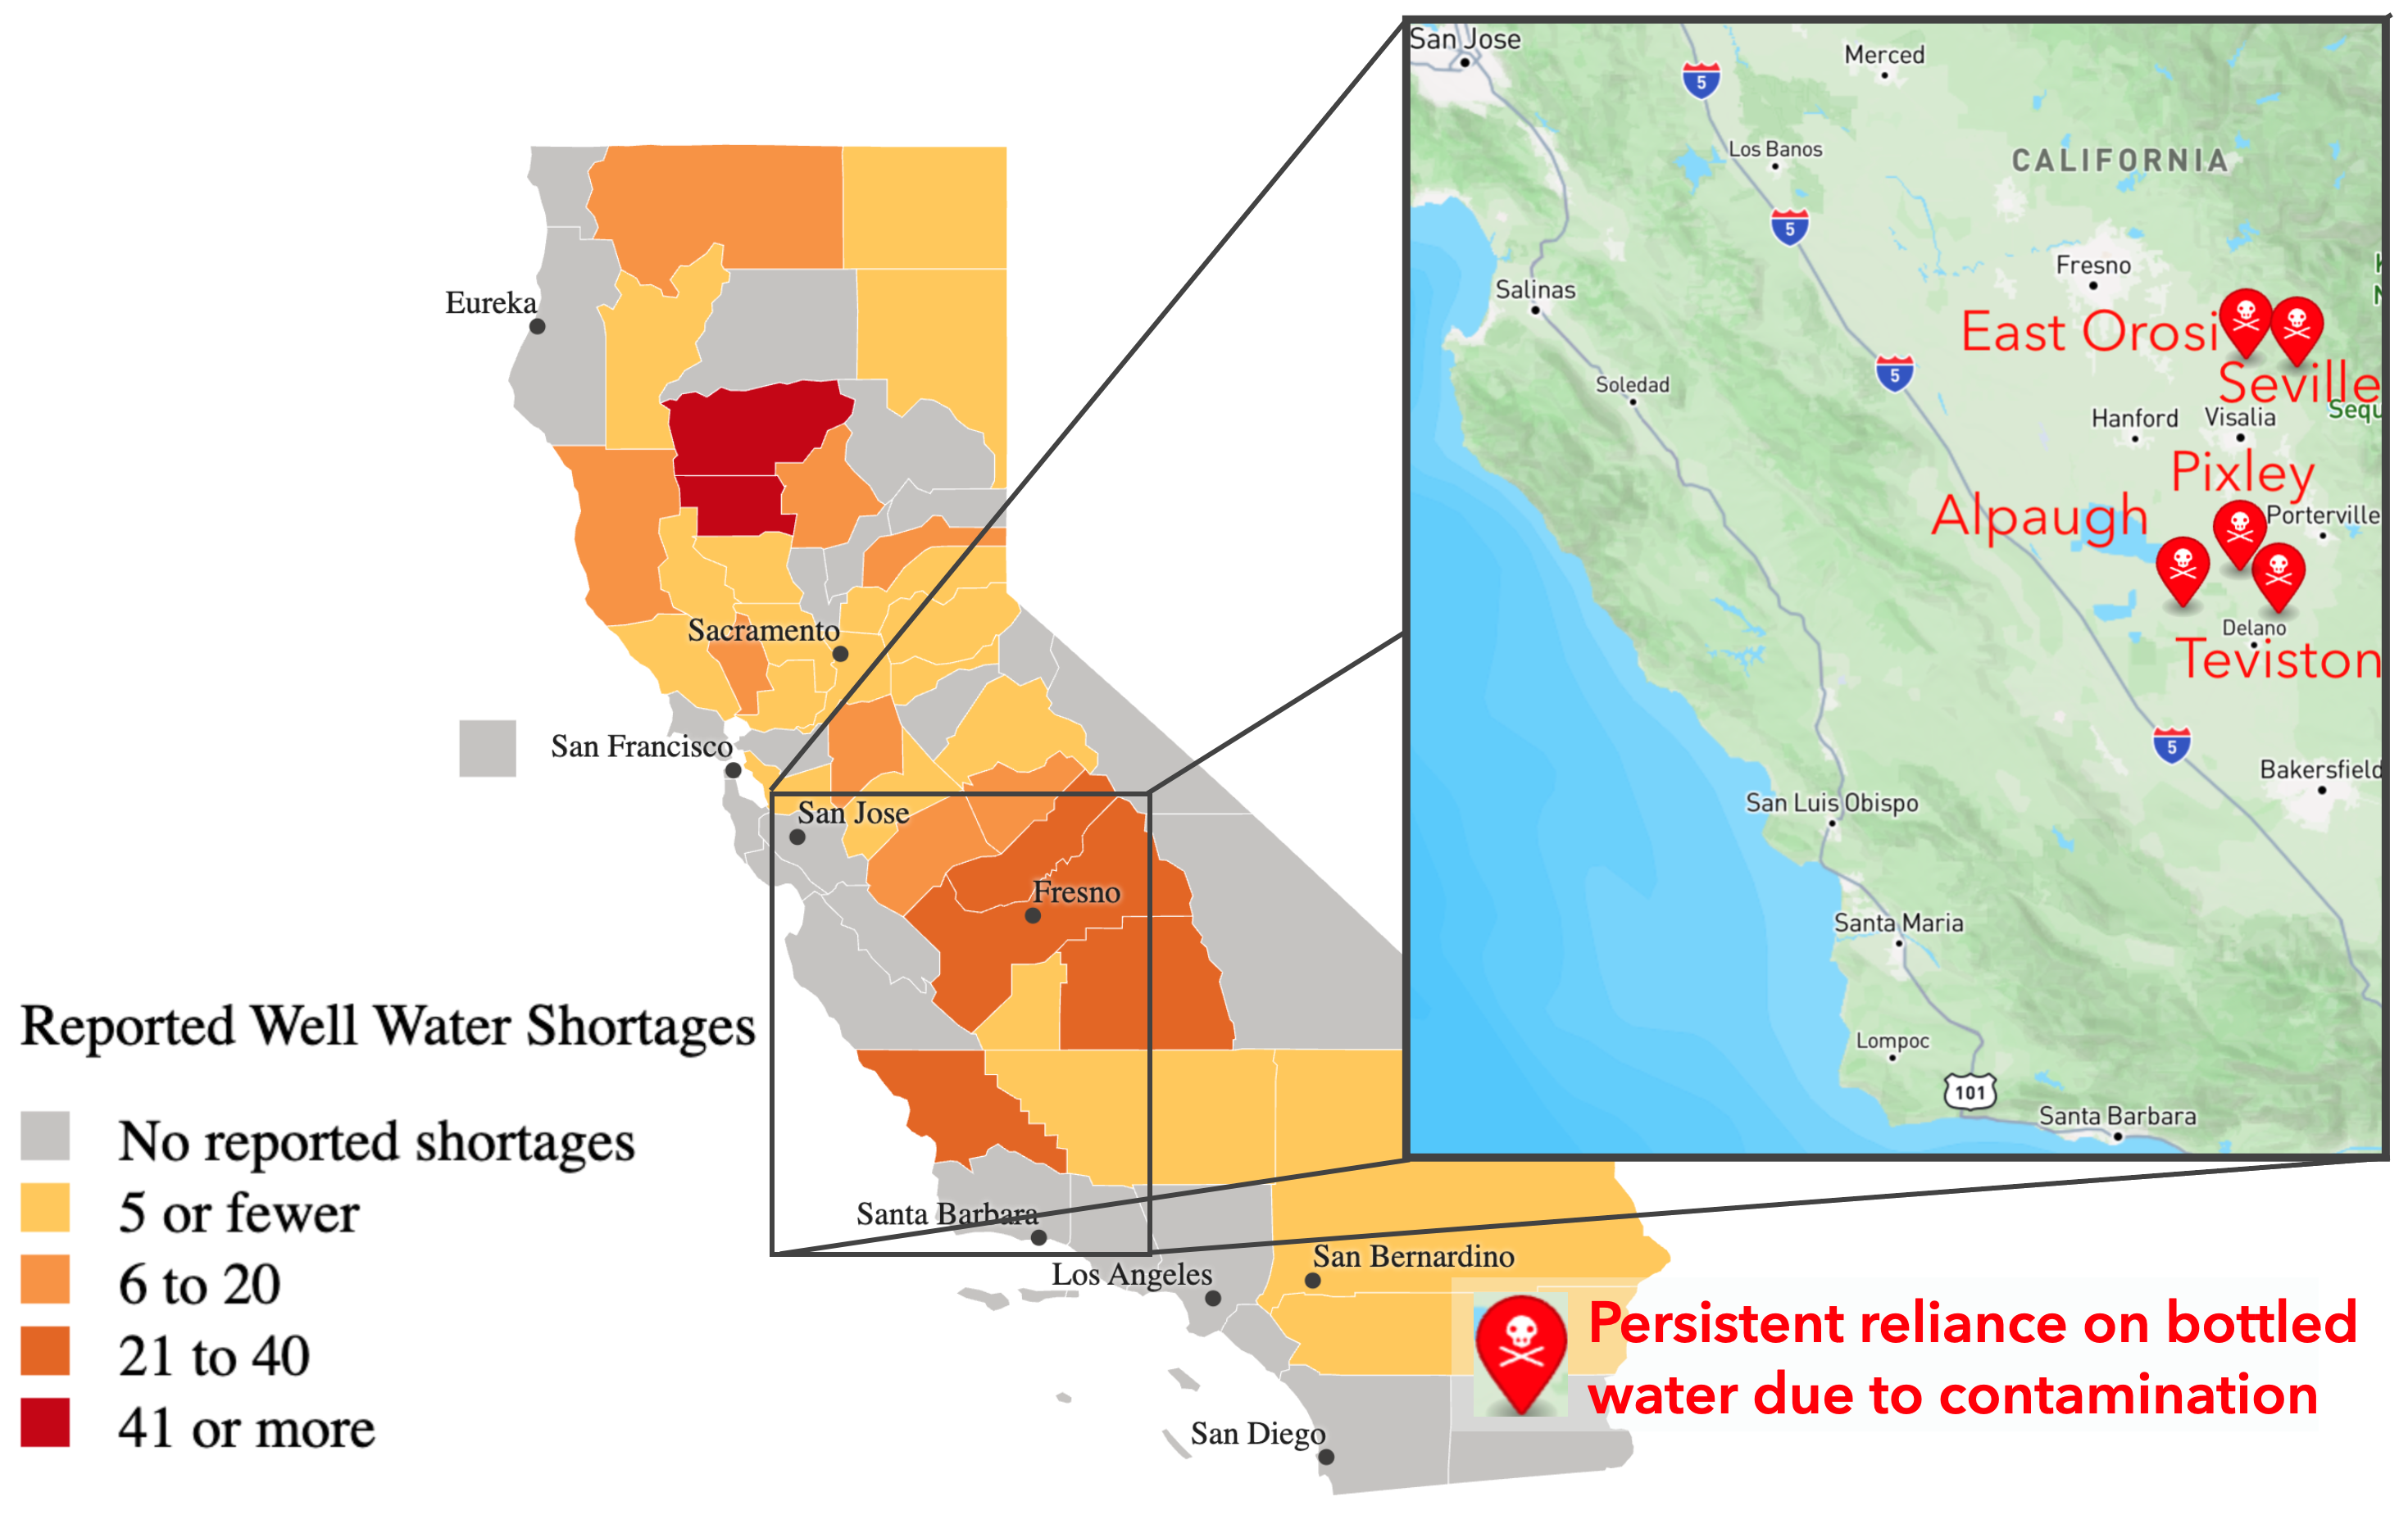 Eureka
Sacramento
San Francisco
San Jose
Fresno
Santa Barbara
Los Angeles
San Bernardino
San Diego
Reported Well Water Shortages
No reported shortages
5 or fewer
6 to 20
21 to 40
41 or more
San Jose
Merced
5
Los Banos
CALIFORNIA
5
Fresno
Salinas
East Orosi
5
Seville
Soledad
Sequ
Hanford
Visalia
Pixley
Alpaugh
Porterville
Delano
Teviston
5
Bakersfield
San Luis Obispo
Santa Maria
Lompoc
101
Santa Barbara
Persistent reliance on bottled
water due to contamination